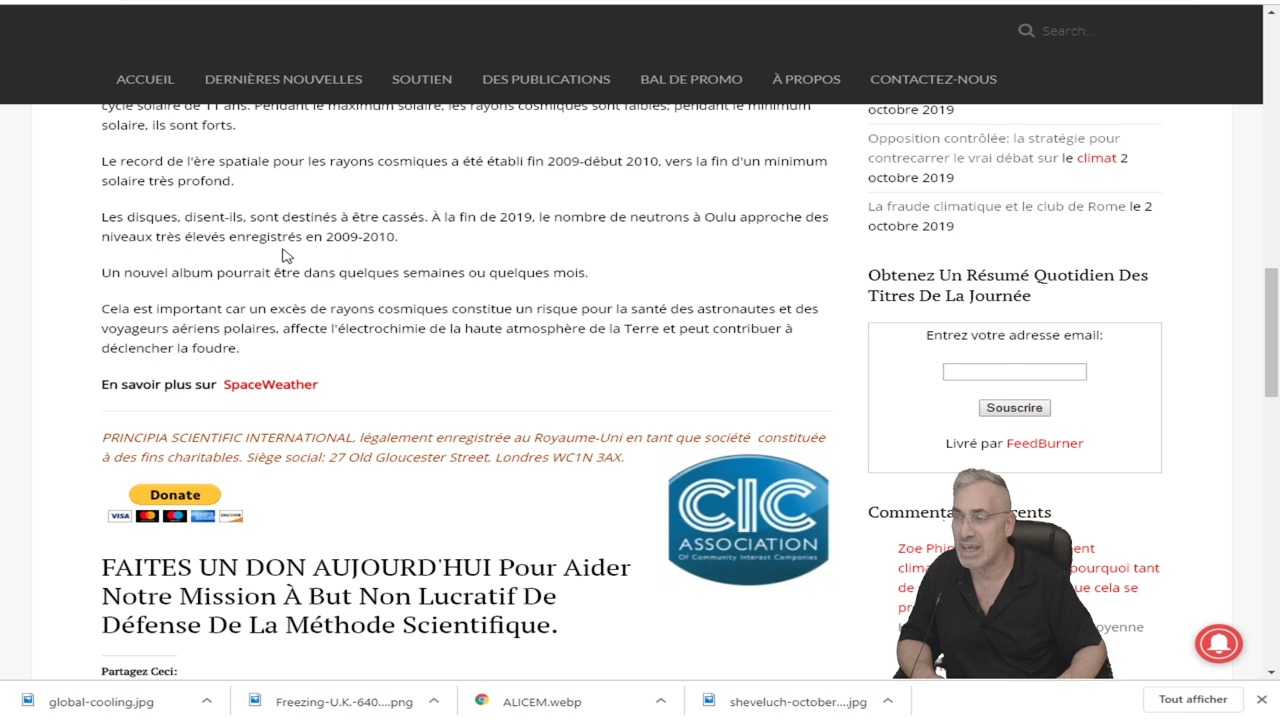 Search...
ACCUEIL DERNIÈRES NOUVELLES SOUTIEN DES PUBLICATIONS BAL DE PROMO À PROPOS CONTACTEZ-NOUS
cycle solaire de 11 ans. Pendant le maximum solaire, les rayons cosmiques sont faibles; pendant le minimum
solaire, ils sont forts.
Le record de l'ère spatiale pour les rayons cosmiques a été établi fin 2009-début 2010, vers la fin d'un minimum
solaire très profond.
Les disques, disent-ils, sont destinés à être cassés. À la fin de 2019, le nombre de neutrons à Oulu approche des
niveaux très élevés enregistrés en 2009-2010.
Un nouvel album pourrait être dans quelques semaines ou quelques mois.
Cela est important car un excès de rayons cosmiques constitue un risque pour la santé des astronautes et des
voyageurs aériens polaires, affecte l'électrochimie de la haute atmosphère de la Terre et peut contribuer à
déclencher la foudre.
En savoir plus sur SpaceWeather
PRINCIPIA SCIENTIFIC INTERNATIONAL, légalement enregistrée au Royaume-Uni en tant que société constituée
à des fins charitables. Siège social: 27 Old Gloucester Street, Londres WC1N 3AX.
Donate
VISA
CIC
ASSOCIATION
Of Community Interest Companies
FAITES UN DON AUJOURD'HUI Pour Aider
Notre Mission À But Non Lucratif De
Défense De La Méthode Scientifique.
Partagez Ceci:
octobre 2019
Opposition contrôlée: la stratégie pour
contrecarrer le vrai débat sur le climat 2
octobre 2019
La fraude climatique et le club de Rome le 2
octobre 2019
Obtenez Un Résumé Quotidien Des
Titres De La Journée
Entrez votre adresse email:
Souscrire
Livré par FeedBurner
Zoe
pourquoi tant
de que cela se
global-cooling.jpg Freezing-U.K.-640....png ALICEM.webp sheveluch-october....jpg Tout afficher